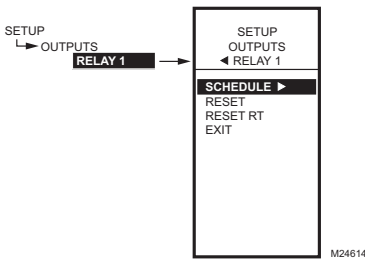 SETUP
OUTPUTS
RELAY 1
SETUP
OUTPUTS
◄ RELAY 1
SCHEDULE ►
RESET
RESET RT
EXIT
M24614